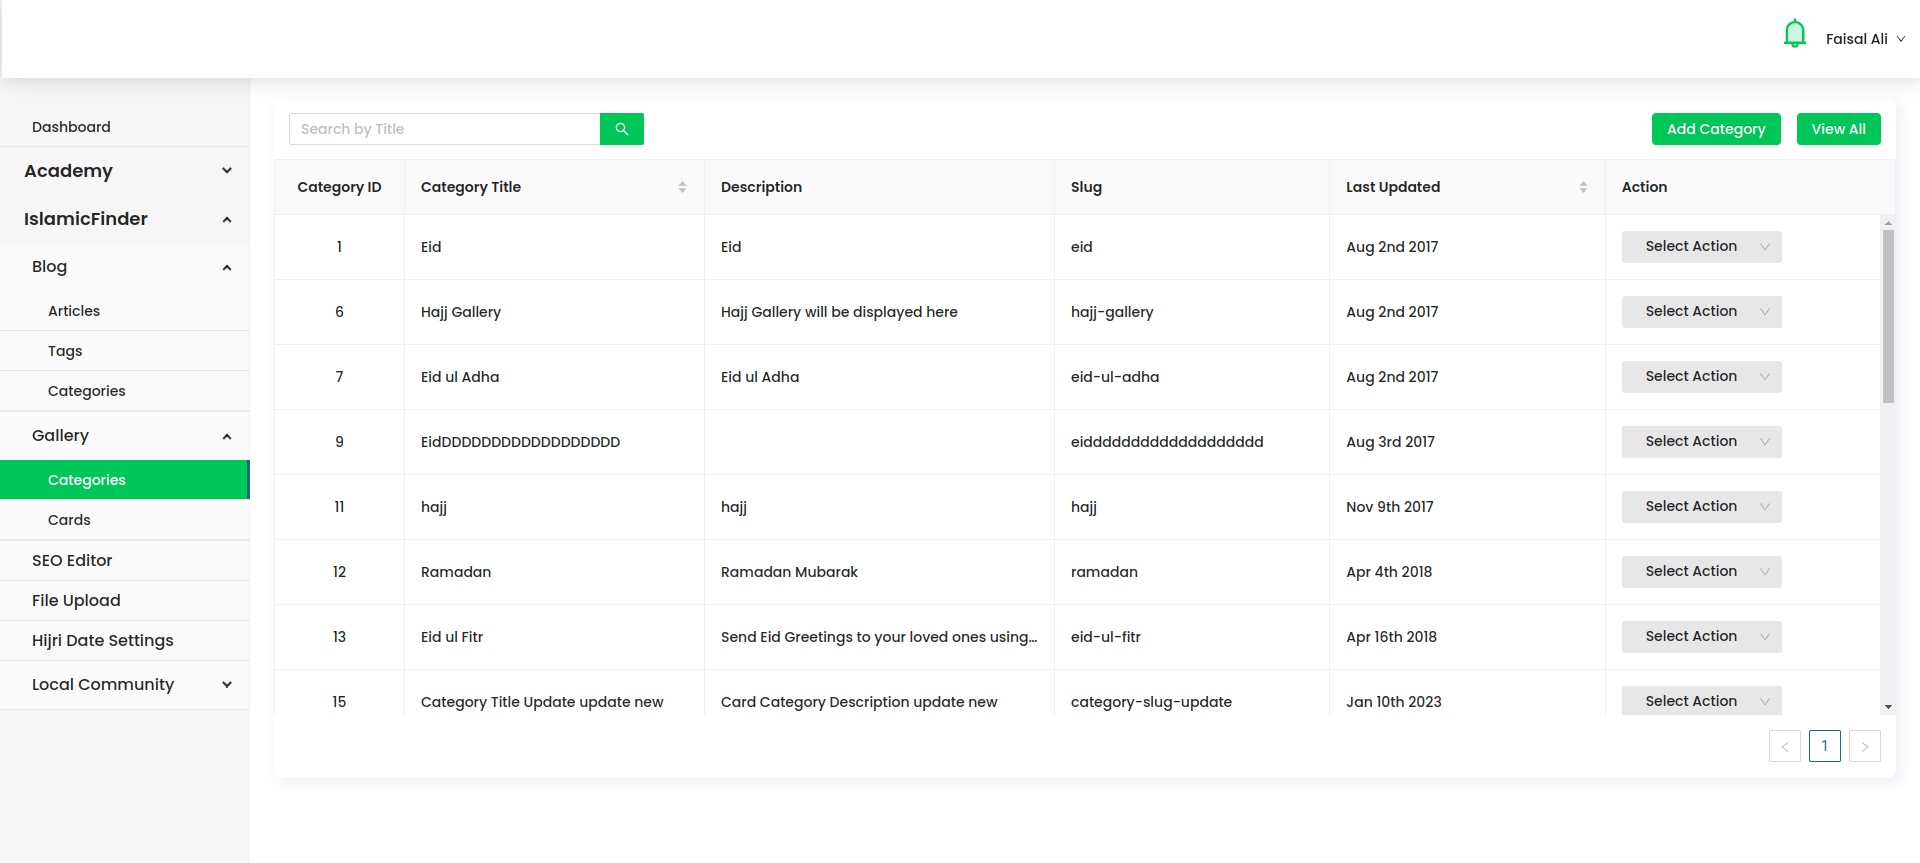 Faisal Ali
Dashboard
Academy
IslamicFinder
Blog
Articles
Tags
Categories
Gallery
Categories
Cards
SEO Editor
File Upload
Hijri Date Settings
Local Community
Search by Title
Add Category View All
Category ID Category Title Description Slug Last Updated Action
1 Eid Eid eid Aug 2nd 2017 Select Action
6 Hajj Gallery Hajj Gallery will be displayed here hajj-gallery Aug 2nd 2017 Select Action
7 Eid ul Adha Eid ul Adha eid-ul-adha Aug 2nd 2017 Select Action
9 EidDDDDDDDDDDDDDDDDDD eidddddddddddddddddddd Aug 3rd 2017 Select Action
11 hajj hajj hajj Nov 9th 2017 Select Action
12 Ramadan Ramadan Mubarak ramadan Apr 4th 2018 Select Action
13 Eid ul Fitr Send Eid Greetings to your loved ones using... eid-ul-fitr Apr 16th 2018 Select Action
15 Category Title Update update new Card Category Description update new category-slug-update Jan 10th 2023 Select Action
< 1 >